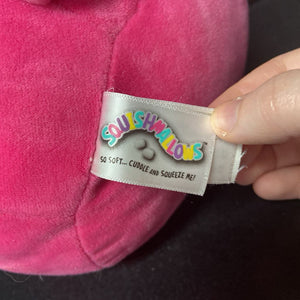 SQUISHMALLOWS
SO SOFT... CUDDLE AND SQUEEZE ME!